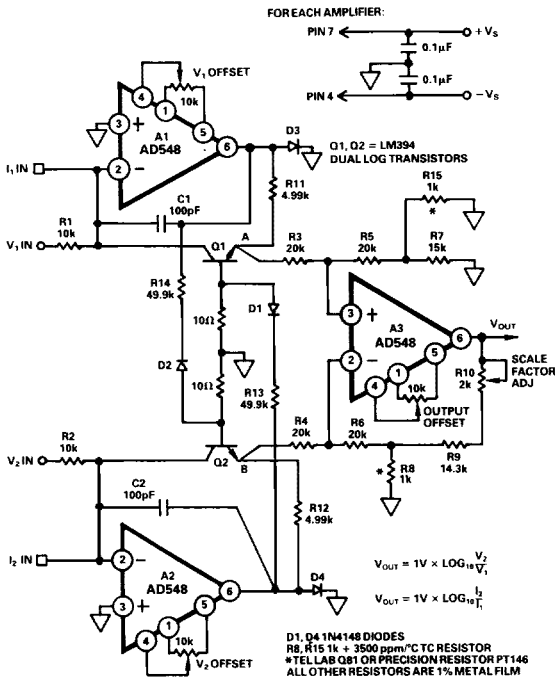 FOR EACH AMPLIFIER:
PIN 7
+VS
0.1µF
0.1µF
PIN 4
−VS
V1 OFFSET
10k
4
1
5
3
+
A1
AD548
6
2
−
I1 IN
D3
Q1, Q2 = LM394
DUAL LOG TRANSISTORS
C1
100pF
R11
4.99k
R15
1k
*
R1
10k
V1 IN
A
Q1
R3
20k
R5
20k
R7
15k
R14
49.9k
10Ω
D1
3
+
A3
AD548
6
VOUT
2
−
5
1
4
10k
OUTPUT
OFFSET
R10
2k
SCALE
FACTOR
ADJ
D2
10Ω
R13
49.9k
R2
10k
V2 IN
Q2
B
R4
20k
R6
20k
R9
14.3k
*
R8
1k
C2
100pF
R12
4.99k
I2 IN
2
−
A2
AD548
6
D4
3
+
5
1
4
10k
V2 OFFSET
VOUT = 1V × LOG10 V2/V1
VOUT = 1V × LOG10 I2/I1
D1, D4 1N4148 DIODES
R8, R15 1k + 3500 ppm/°C TC RESISTOR
*TEL LAB Q81 OR PRECISION RESISTOR PT146
ALL OTHER RESISTORS ARE 1% METAL FILM